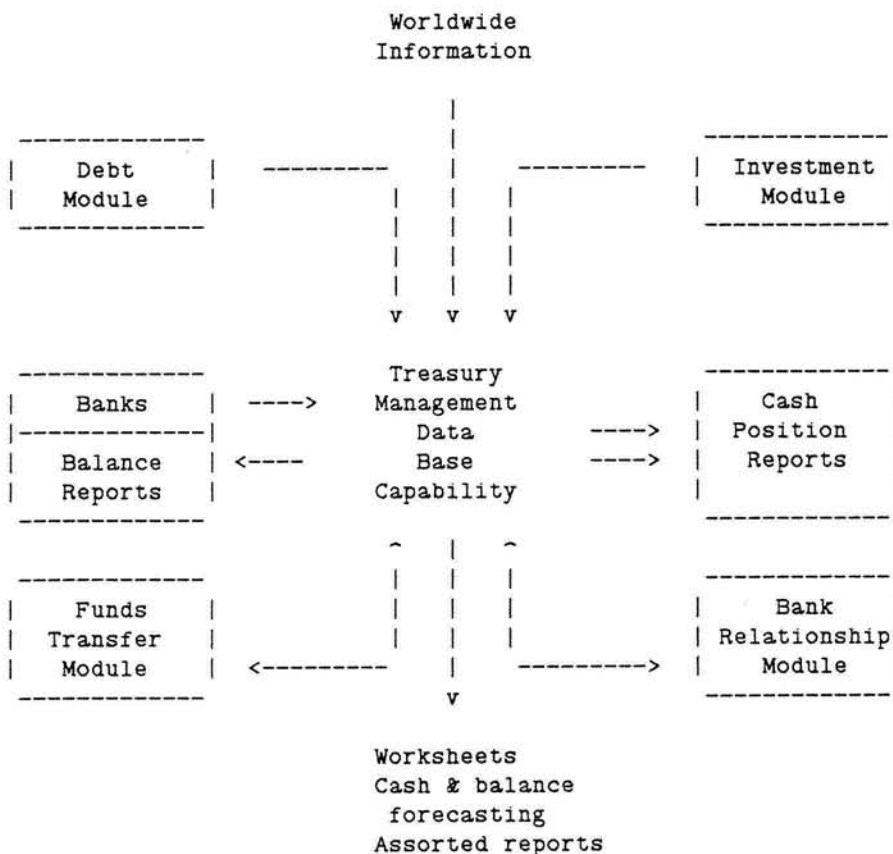 Worldwide
Information
Debt
Module
Investment
Module
Banks
Balance
Reports
Treasury
Management
Data
Base
Capability
Cash
Position
Reports
Funds
Transfer
Module
Bank
Relationship
Module
Worksheets
Cash & balance
forecasting
Assorted reports